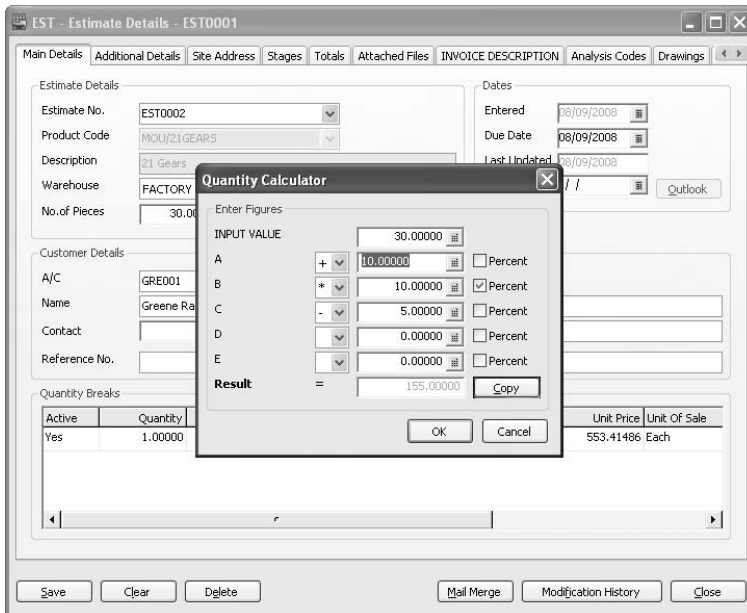 EST - Estimate Details - EST0001
Main Details Additional Details Site Address Stages Totals Attached Files INVOICE DESCRIPTION Analysis Codes Drawings
Estimate Details
Estimate No. EST0002
Product Code MOU/21GEARS
Description 21 Gears
Warehouse FACTORY
No.of Pieces 30.00
Dates
Entered 08/09/2008
Due Date 08/09/2008
Last Updated 08/09/2008
/ / Outlook
Customer Details
A/C GRE001
Name Greene Ra
Contact
Reference No.
Quantity Calculator
Enter Figures
INPUT VALUE 30.00000
A + 10.00000 Percent
B * 10.00000 Percent
C - 5.00000 Percent
D 0.00000 Percent
E 0.00000 Percent
Result = 155.00000 Copy
OK Cancel
Quantity Breaks
Active Quantity Unit Price Unit Of Sale
Yes 1.00000 553.41486 Each
Save Clear Delete Mail Merge Modification History Close